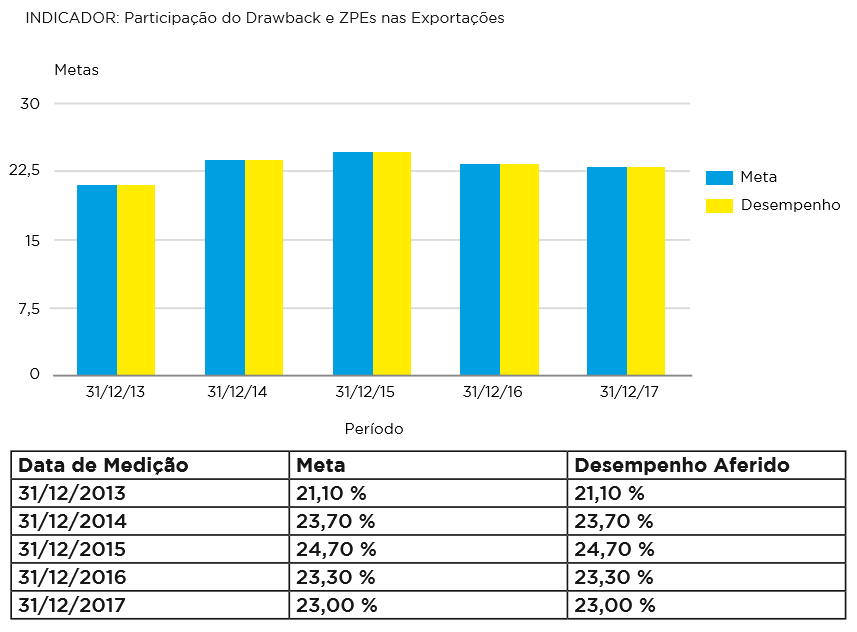 INDICADOR: Participação do Drawback e ZPEs nas Exportações
Metas
30
22,5
15
7,5
0
Meta
Desempenho
31/12/13 31/12/14 31/12/15 31/12/16 31/12/17
Período
Data de Medição Meta Desempenho Aferido
31/12/2013 21,10 % 21,10 %
31/12/2014 23,70 % 23,70 %
31/12/2015 24,70 % 24,70 %
31/12/2016 23,30 % 23,30 %
31/12/2017 23,00 % 23,00 %